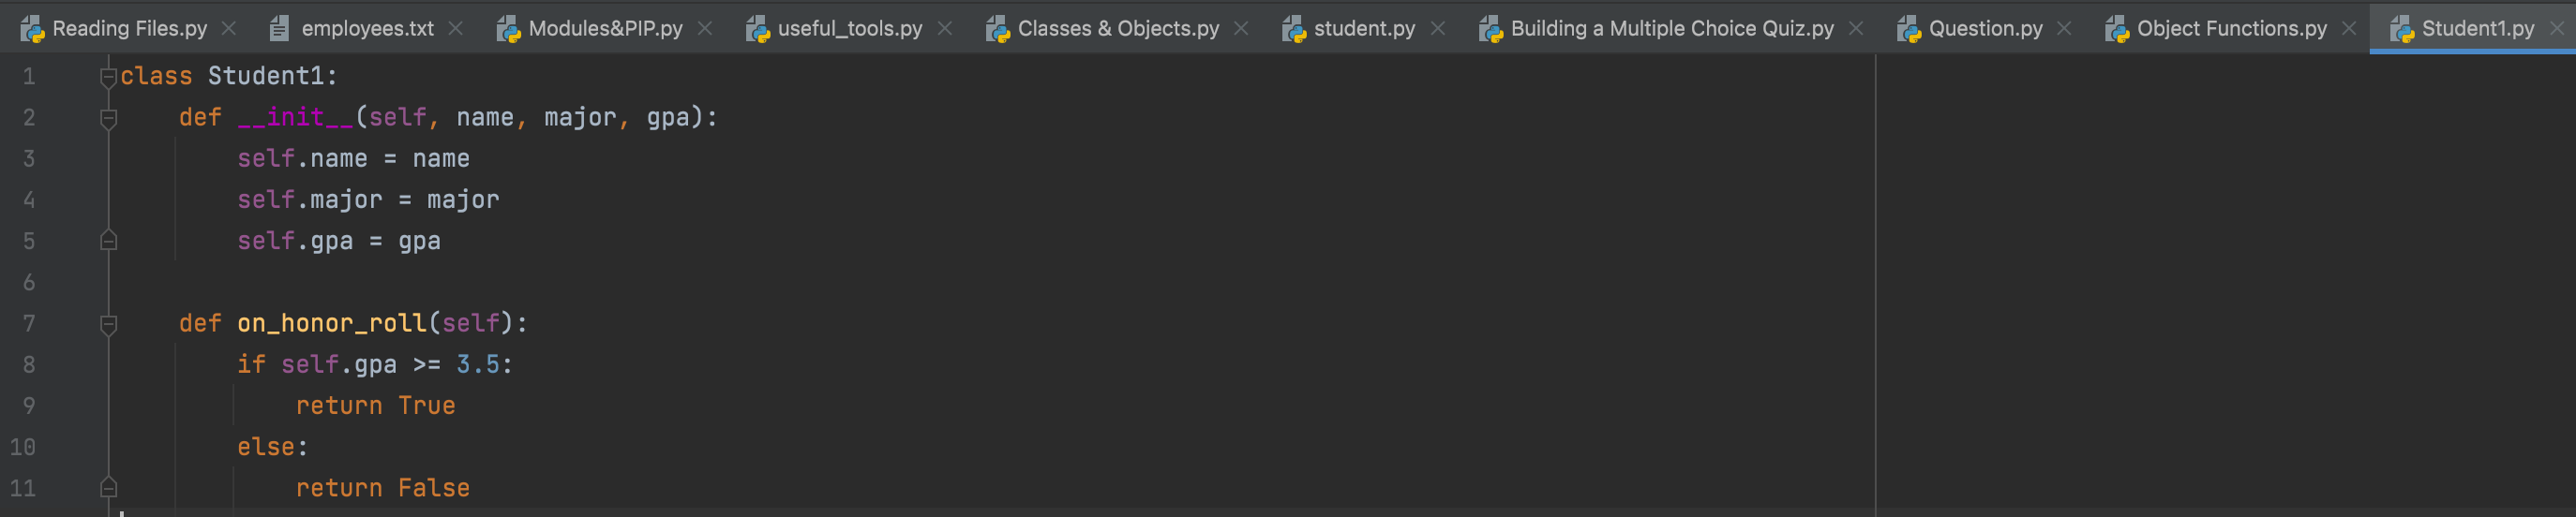 Reading Files.py employees.txt Modules&PIP.py useful_tools.py Classes & Objects.py student.py Building a Multiple Choice Quiz.py Question.py Object Functions.py Student1.py
1 class Student1:
2     def __init__(self, name, major, gpa):
3         self.name = name
4         self.major = major
5         self.gpa = gpa
6
7     def on_honor_roll(self):
8         if self.gpa >= 3.5:
9             return True
10         else:
11             return False